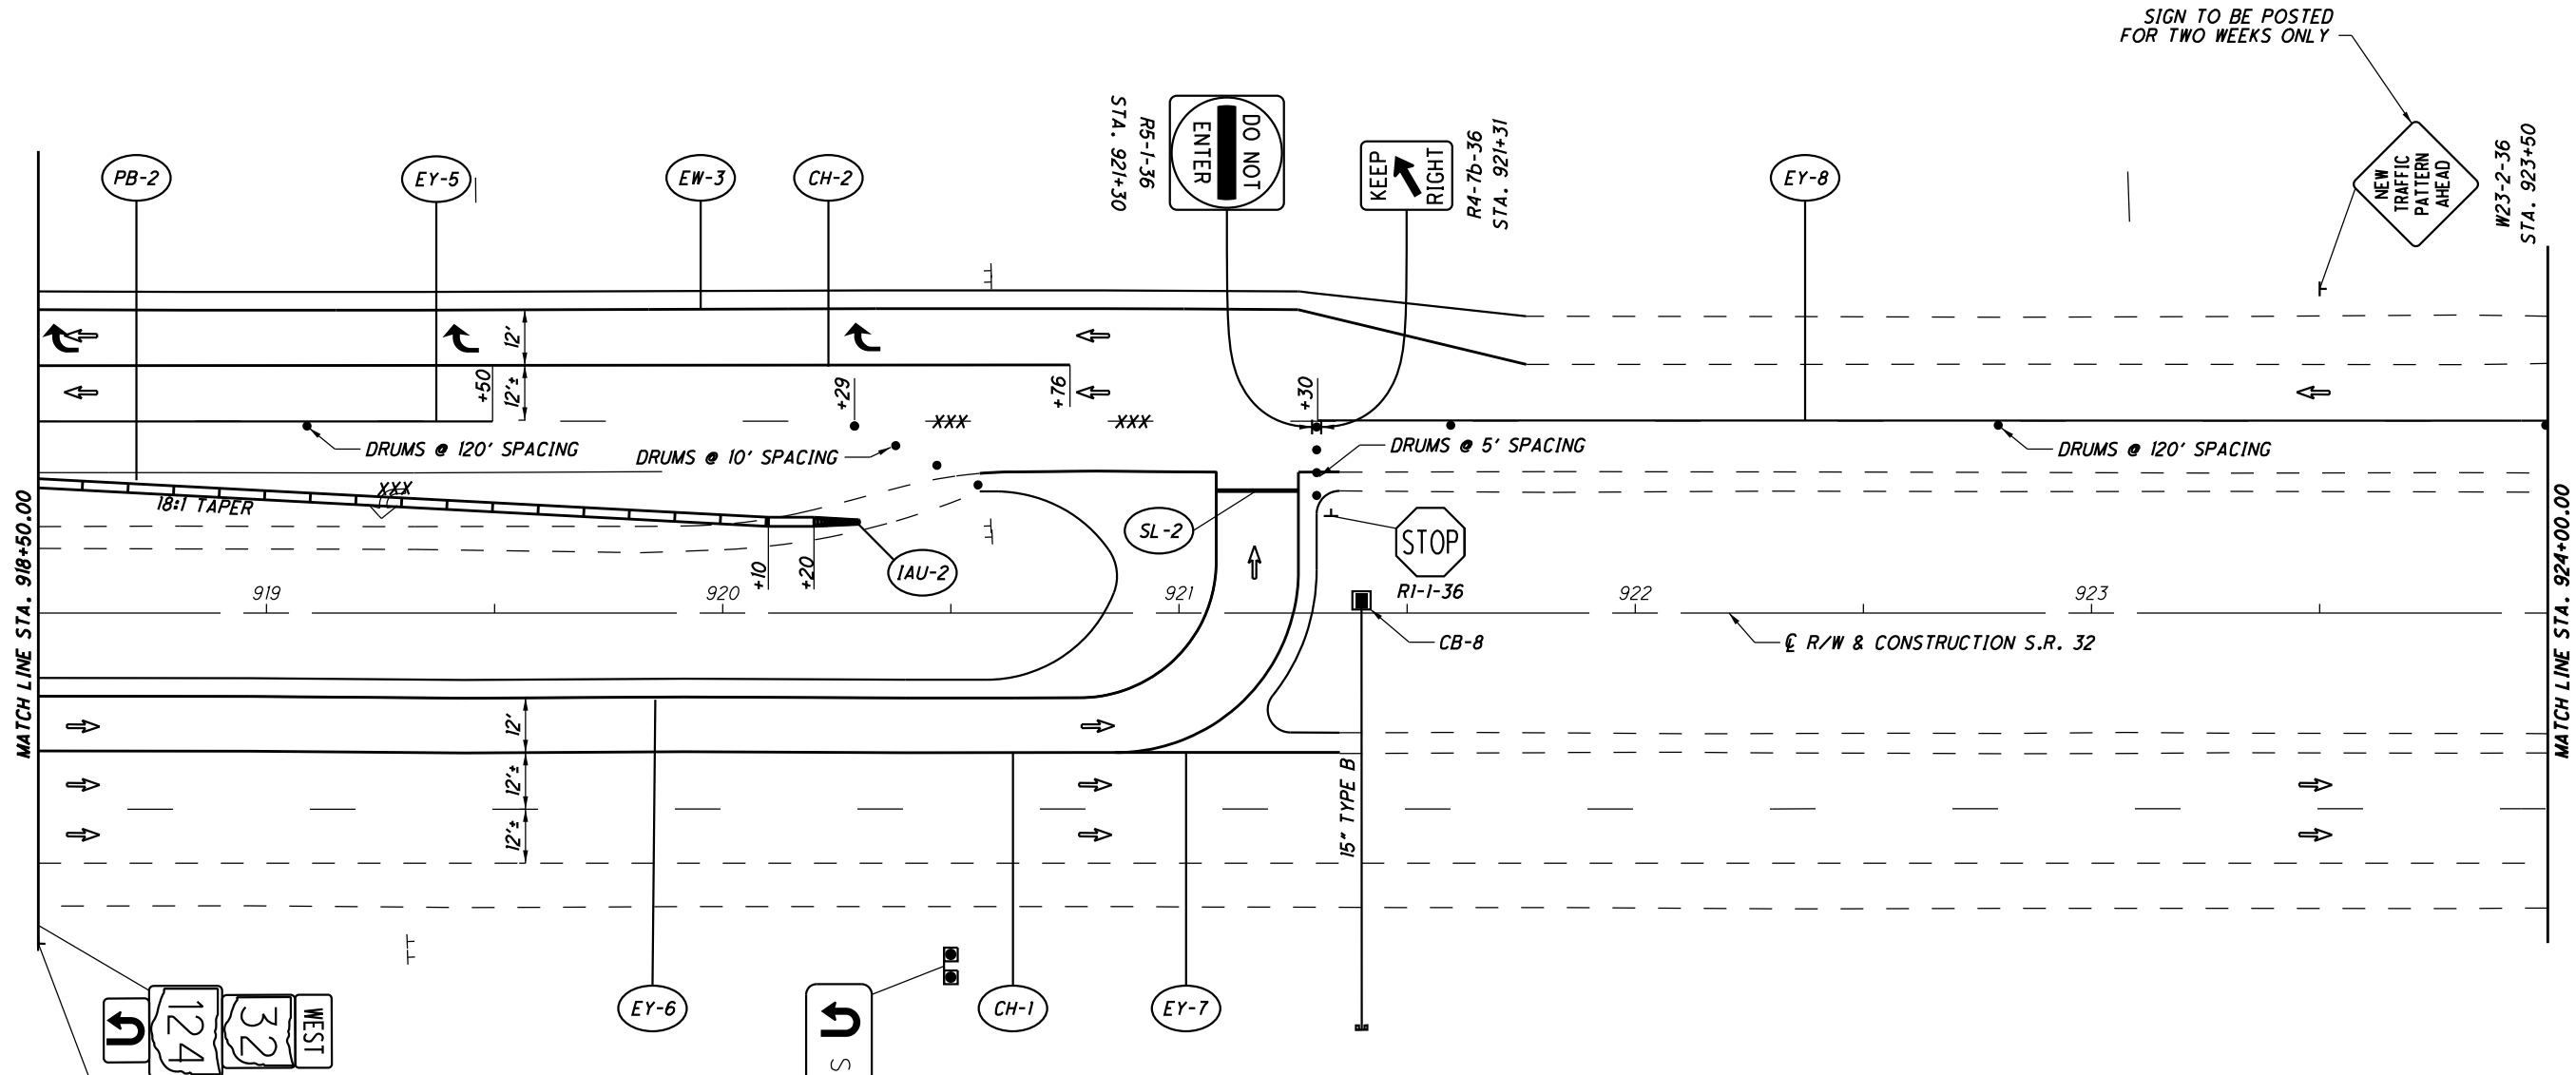 SIGN TO BE POSTED
FOR TWO WEEKS ONLY
PB-2
EY-5
EW-3
CH-2
STA. 921+30
R5-1-36
DO NOT
ENTER
KEEP
RIGHT
R4-7b-36
STA. 921+31
EY-8
NEW
TRAFFIC
PATTERN
AHEAD
W23-2-36
STA. 923+50
12'
12'±
+50
+29
+76
+30
XXX
XXX
DRUMS @ 120' SPACING
DRUMS @ 10' SPACING
DRUMS @ 5' SPACING
DRUMS @ 120' SPACING
XXX
18:1 TAPER
+10
+20
IAU-2
SL-2
STOP
R1-1-36
MATCH LINE STA. 918+50.00
919
920
921
922
923
CB-8
℄ R/W & CONSTRUCTION S.R. 32
MATCH LINE STA. 924+00.00
12'
12'±
12'±
15" TYPE B
EY-6
CH-1
EY-7
WEST
32
124
S